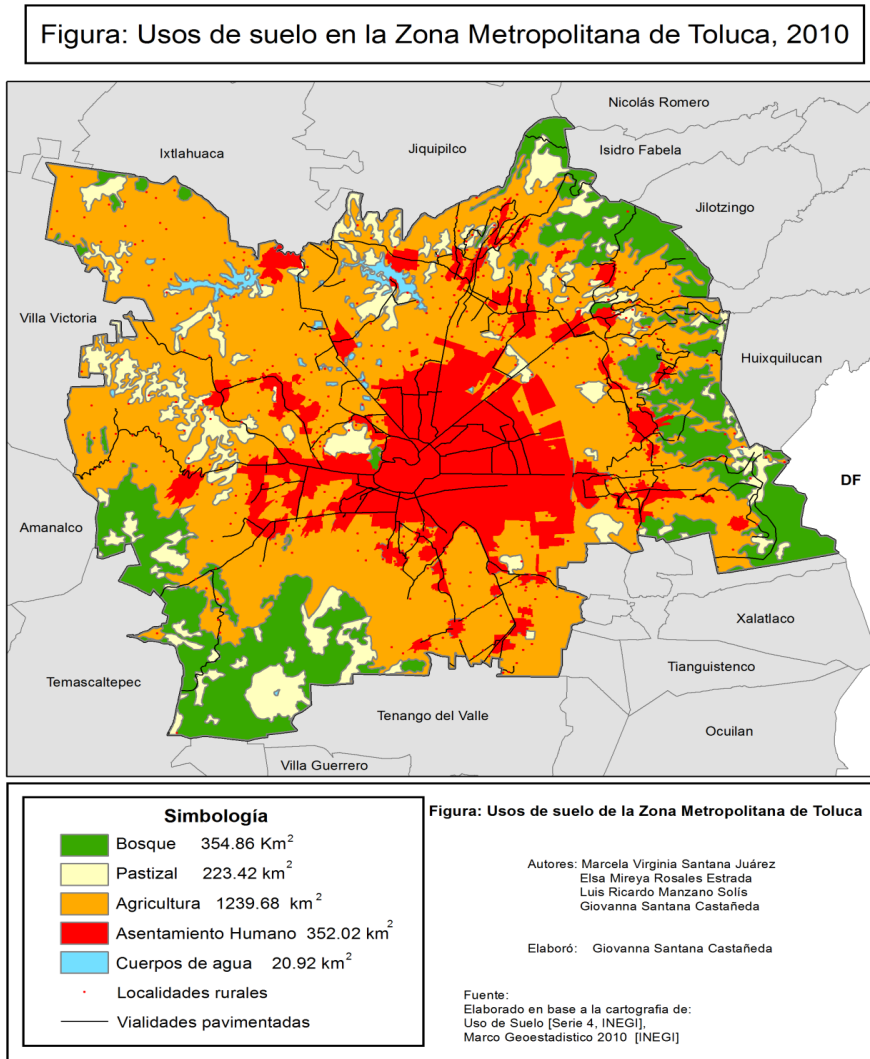 Figura: Usos de suelo en la Zona Metropolitana de Toluca, 2010
Nicolás Romero
Ixtlahuaca
Jiquipilco
Isidro Fabela
Jilotzingo
Villa Victoria
Huixquilucan
DF
Amanalco
Xalatlaco
Temascaltepec
Tianguistenco
Tenango del Valle
Ocuilan
Villa Guerrero
Simbología
Bosque 354.86 Km²
Pastizal 223.42 km²
Agricultura 1239.68 km²
Asentamiento Humano 352.02 km²
Cuerpos de agua 20.92 km²
Localidades rurales
Vialidades pavimentadas
Figura: Usos de suelo de la Zona Metropolitana de Toluca
Autores: Marcela Virginia Santana Juárez
Elsa Mireya Rosales Estrada
Luis Ricardo Manzano Solís
Giovanna Santana Castañeda
Elaboró: Giovanna Santana Castañeda
Fuente:
Elaborado en base a la cartografia de:
Uso de Suelo [Serie 4, INEGI],
Marco Geoestadistico 2010 [INEGI]